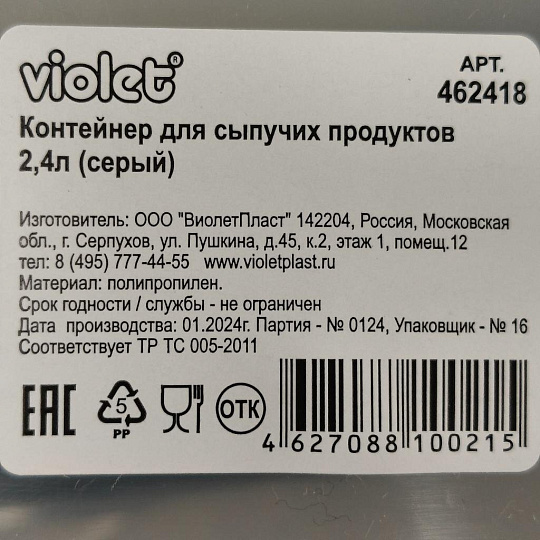 violet®
АРТ.
462418
Контейнер для сыпучих продуктов
2,4л (серый)
Изготовитель: ООО "ВиолетПласт" 142204, Россия, Московская
обл., г. Серпухов, ул. Пушкина, д.45, к.2, этаж 1, помещ.12
тел: 8 (495) 777-44-55 www.violetplast.ru
Материал: полипропилен.
Срок годности / службы - не ограничен
Дата производства: 01.2024г. Партия - № 0124, Упаковщик - № 16
Соответствует ТР ТС 005-2011
ЕАС
5
PP
ОТК
4 627088 100215